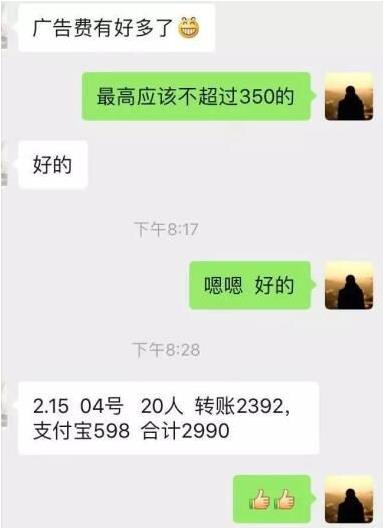 广告费有好多了😁
最高应该不超过350的
好的
下午8:17
嗯嗯 好的
下午8:28
2.15 04号 20人 转账2392,
支付宝598 合计2990
👍👍